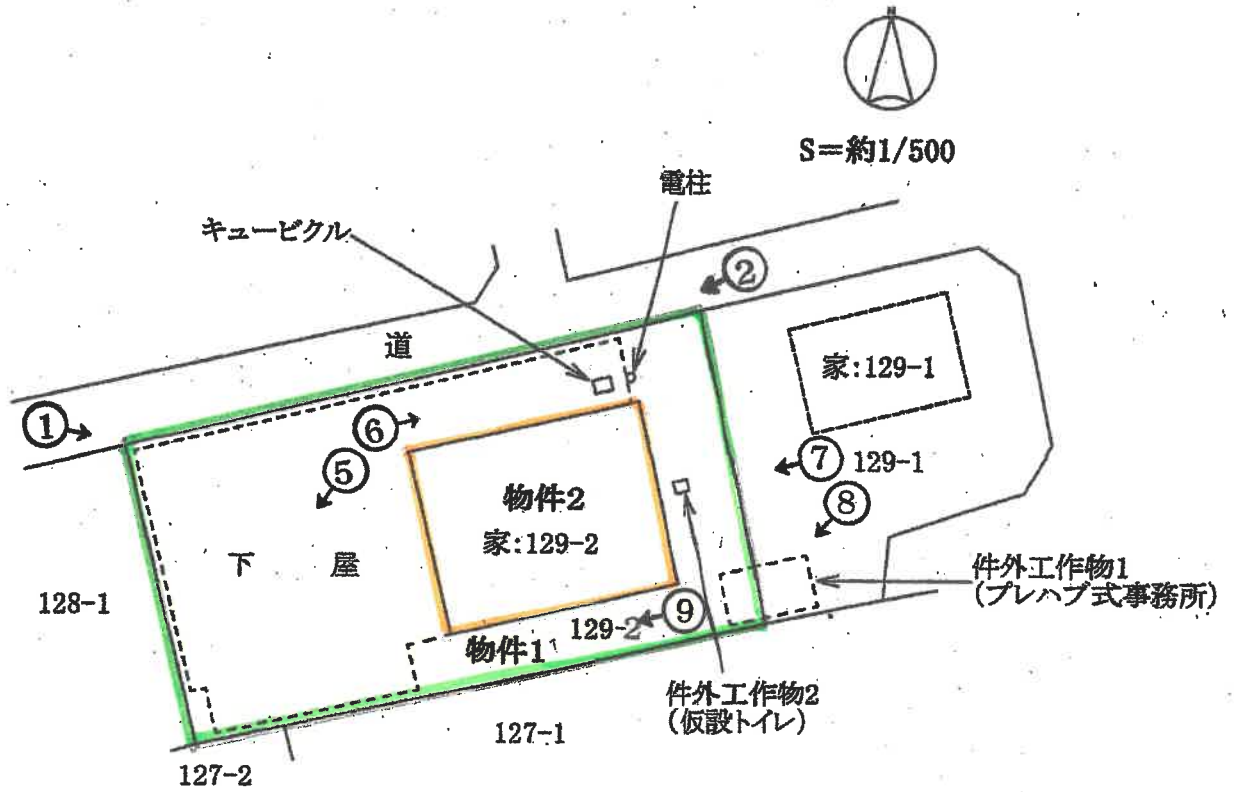 N
S=約1/500
電柱
キュービクル
②
道
家:129-1
①
⑥
⑤
⑦
129-1
⑧
物件2
家:129-2
下 屋
件外工作物1
(プレハブ式事務所)
128-1
⑨
129-2
物件1
件外工作物2
(仮設トイレ)
127-1
127-2